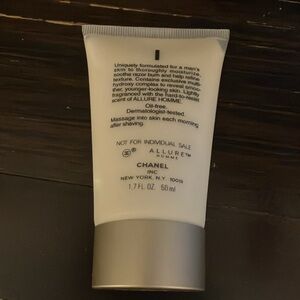 Uniquely formulated for a man's
skin to thoroughly moisturize,
soothe razor burn and help refine
texture. Contains exclusive multi-
hydroxy complex to reveal smoo-
ther, younger-looking skin. Lightly
fragranced with the hard-to-resist
scent of ALLURE HOMME.
Oil-free.
Dermatologist-tested.
Massage into skin each morning
after shaving.
NOT FOR INDIVIDUAL SALE
ALLURE™
HOMME
CHANEL
INC
NEW YORK, N.Y. 10019
1.7 FL. OZ. 50 ml